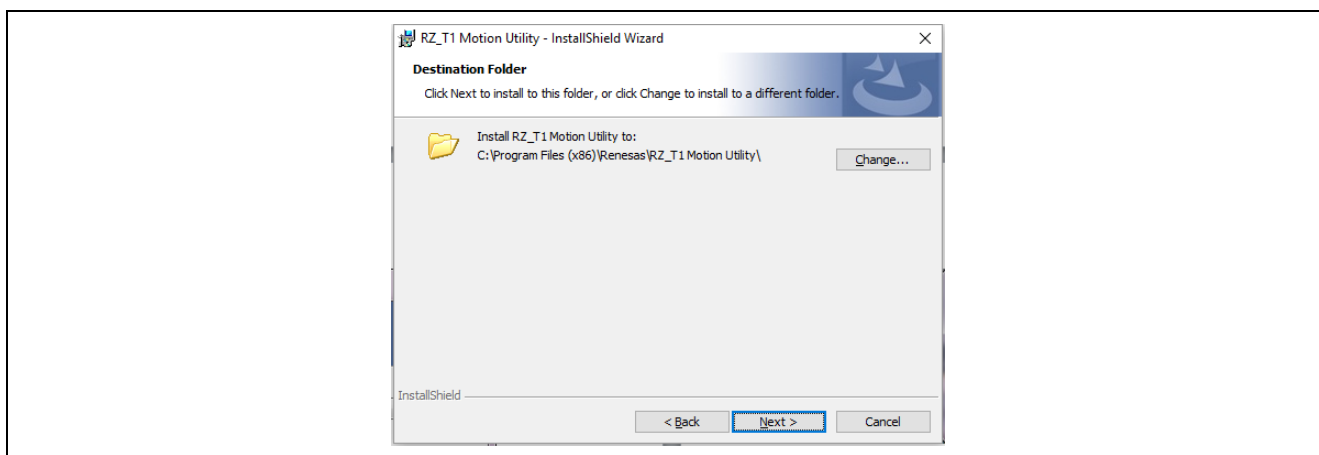 RZ_T1 Motion Utility - InstallShield Wizard
Destination Folder
Click Next to install to this folder, or click Change to install to a different folder.
Install RZ_T1 Motion Utility to:
C:\Program Files (x86)\Renesas\RZ_T1 Motion Utility\
Change...
InstallShield
< Back
Next >
Cancel